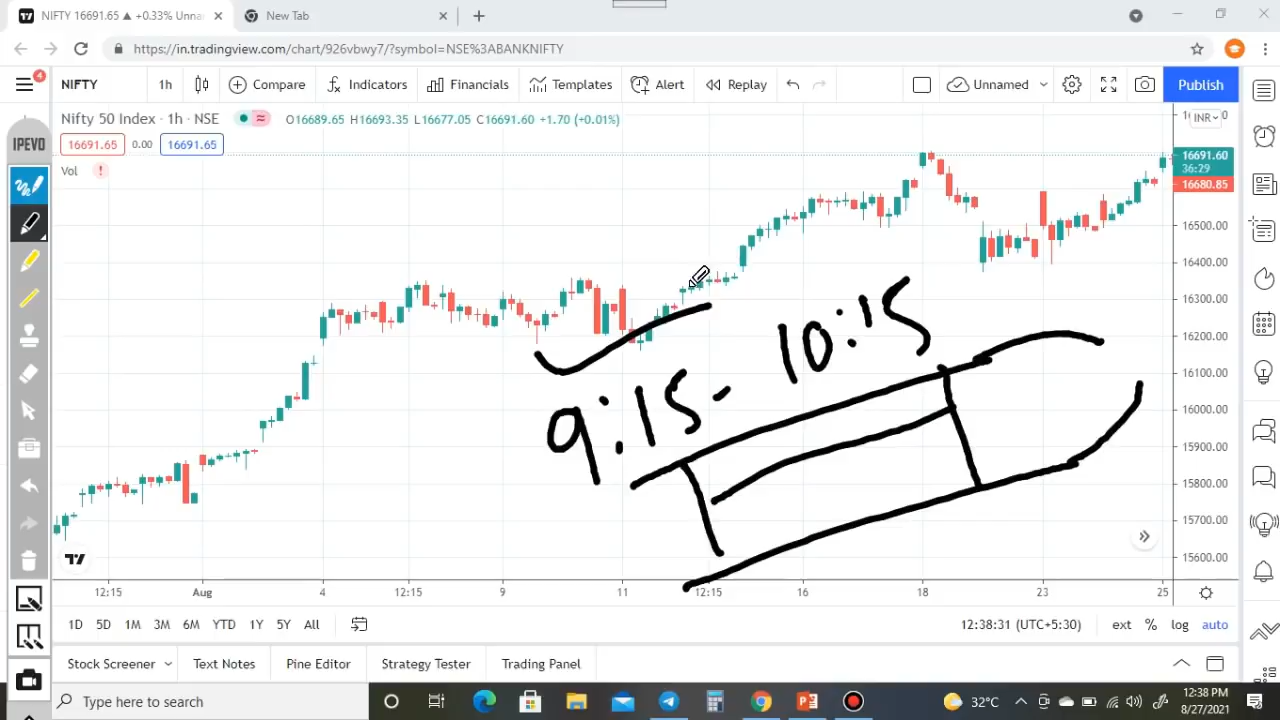 NIFTY 16691.65 ▲ +0.33% Unna
New Tab
https://in.tradingview.com/chart/926vbwy7/?symbol=NSE%3ABANKNIFTY
4
NIFTY 1h Compare Indicators Financials Templates Alert Replay Unnamed Publish
Nifty 50 Index · 1h · NSE O16689.65 H16693.35 L16677.05 C16691.60 +1.70 (+0.01%)
INR
IPEVO
16691.65 0.00 16691.65
Vol !
16691.60
36:29
16680.85
16500.00
16400.00
16300.00
16200.00
16100.00
16000.00
15900.00
15800.00
15700.00
15600.00
9:15 - 10:15
12:15 Aug 4 12:15 9 11 12:15 16 18 23 25
1D 5D 1M 3M 6M YTD 1Y 5Y All 12:38:31 (UTC+5:30) ext % log auto
Stock Screener Text Notes Pine Editor Strategy Tester Trading Panel
Type here to search 32°C 12:38 PM
8/27/2021